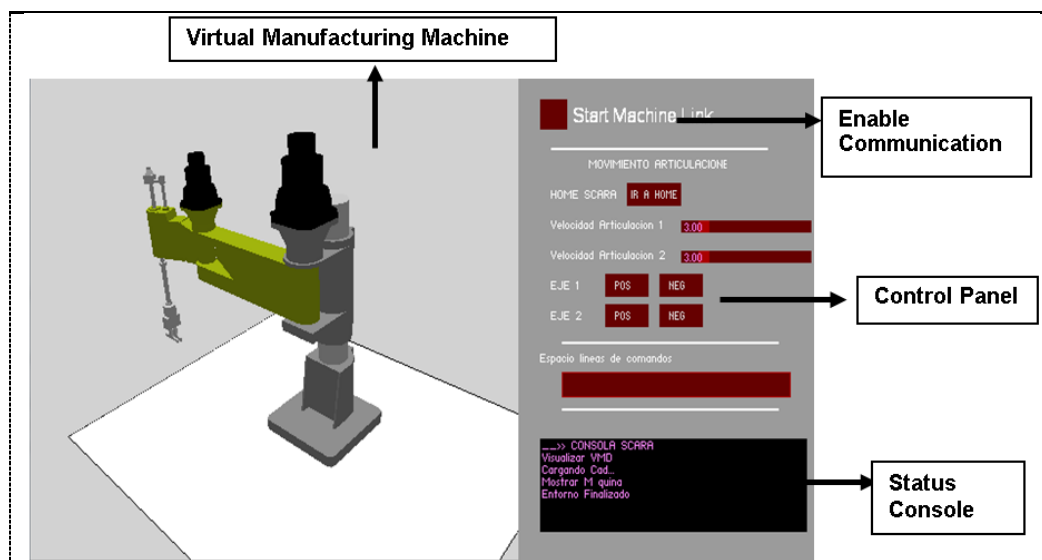 Virtual Manufacturing Machine
Start Machine Link
Enable
Communication
MOVIMIENTO ARTICULACIONE
HOME SCARA
IR A HOME
Velocidad Articulacion 1
3.00
Velocidad Articulacion 2
3.00
EJE 1
POS
NEG
Control Panel
EJE 2
POS
NEG
Espacio lineas de comandos
__>> CONSOLA SCARA
Visualizar VMD
Cargando Cad...
Mostrar M quina
Entorno Finalizado
Status
Console